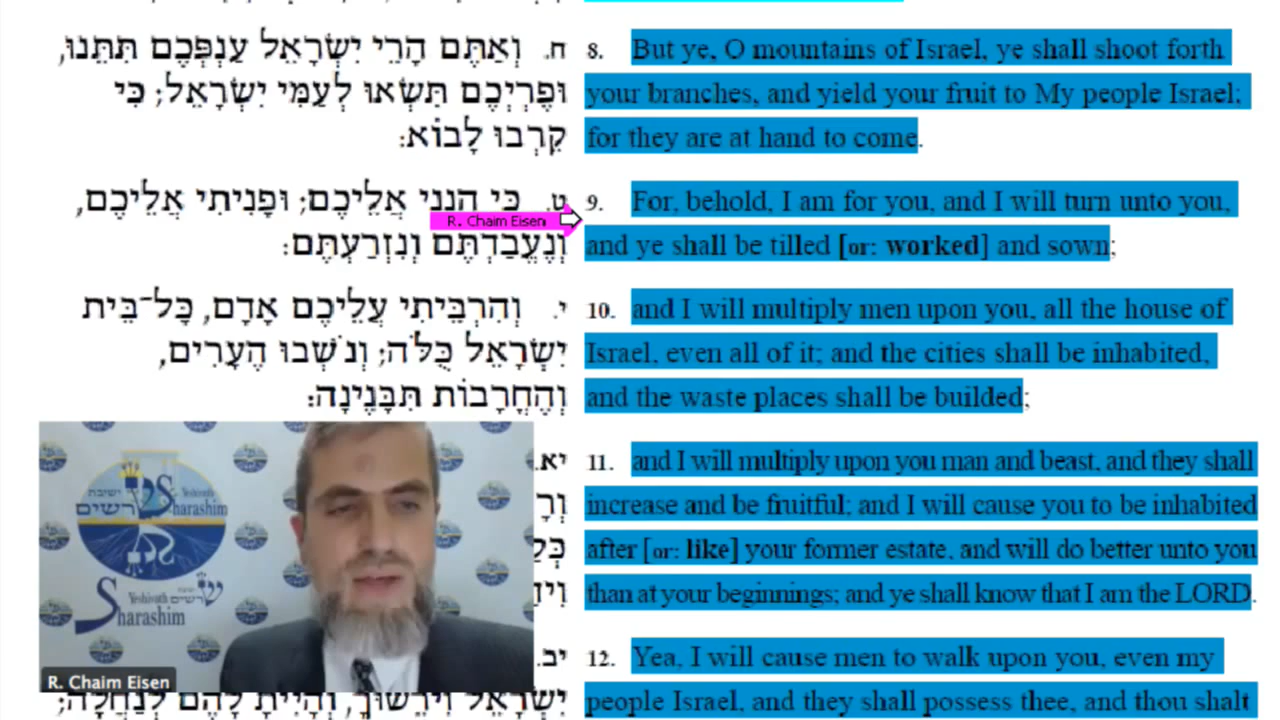 ח. וְאַתֶּם הָרֵי יִשְׂרָאֵל עַנְפְּכֶם תִּתֵּנוּ,
וּפֶרְיְכֶם תִּשְׂאוּ לְעַמִּי יִשְׂרָאֵל; כִּי
קֵרְבוּ לָבוֹא:
8. But ye, O mountains of Israel, ye shall shoot forth
your branches, and yield your fruit to My people Israel;
for they are at hand to come.
ט. כִּי הִנְנִי אֲלֵיכֶם; וּפָנִיתִי אֲלֵיכֶם,
וְנֶעֱבַדְתֶּם וְנִזְרַעְתֶּם:
R. Chaim Eisen
9. For, behold, I am for you, and I will turn unto you,
and ye shall be tilled [or: worked] and sown;
י. וְהִרְבֵּיתִי עֲלֵיכֶם אָדָם, כָּל־בֵּית
יִשְׂרָאֵל כֻּלֹּה; וְנֹשְׁבוּ הֶעָרִים,
וְהֶחֳרָבוֹת תִּבָּנֶינָה:
10. and I will multiply men upon you, all the house of
Israel, even all of it; and the cities shall be inhabited,
and the waste places shall be builded;
יא.
11. and I will multiply upon you man and beast, and they shall
increase and be fruitful; and I will cause you to be inhabited
after [or: like] your former estate, and will do better unto you
than at your beginnings; and ye shall know that I am the LORD.
יב.
יִשְׂרָאֵל וִירֵשׁוּךָ, וְהָיִיתָ לָהֶם לְנַחֲלָה;
12. Yea, I will cause men to walk upon you, even my
people Israel, and they shall possess thee, and thou shalt
ישיבת
שרשים
Yeshivath
Sharashim
Yeshivath ישיבת
שרשים
Sharashim
R. Chaim Eisen